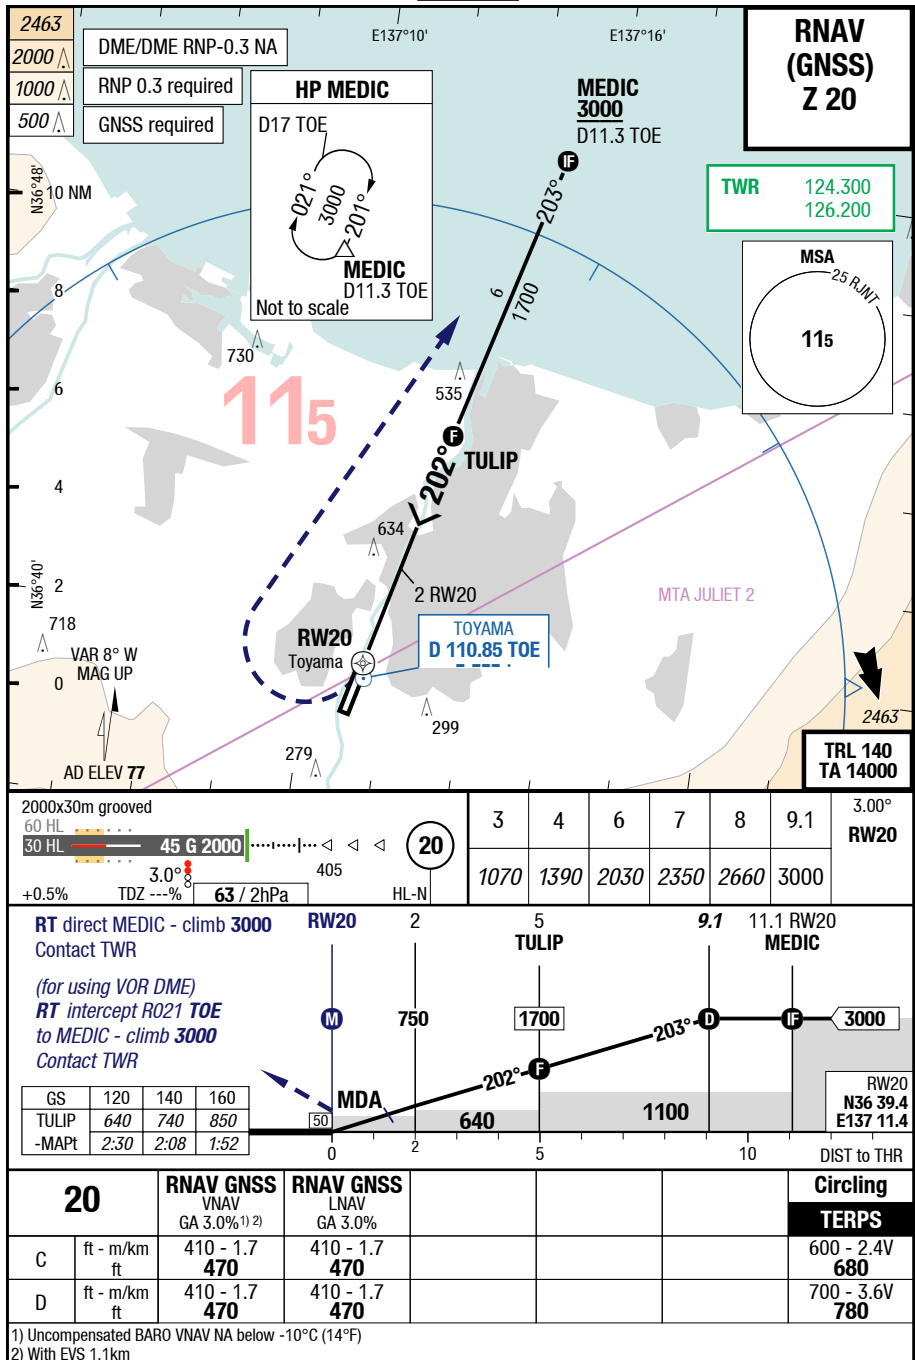 2463
2000
1000
500
DME/DME RNP-0.3 NA
RNP 0.3 required
GNSS required
E137°10'
E137°16'
RNAV
(GNSS)
Z 20
HP MEDIC
D17 TOE
021°
3000
201°
MEDIC
D11.3 TOE
Not to scale
MEDIC
3000
D11.3 TOE
IF
203°
6
1700
TWR 124.300
126.200
MSA
25 RJNT
115
N36°48'
10 NM
8
6
4
2
0
N36°40'
730
115
535
F
TULIP
202°
634
2 RW20
MTA JULIET 2
718
RW20
Toyama
TOYAMA
D 110.85 TOE
VAR 8° W
MAG UP
AD ELEV 77
299
279
2463
TRL 140
TA 14000
2000x30m grooved
60 HL
30 HL
45 G 2000
405
20
3.0°
+0.5%
TDZ ---%
63 / 2hPa
HL-N
3 4 6 7 8 9.1
1070 1390 2030 2350 2660 3000
3.00°
RW20
RT direct MEDIC - climb 3000
Contact TWR
(for using VOR DME)
RT intercept R021 TOE
to MEDIC - climb 3000
Contact TWR
RW20 2 5 9.1 11.1 RW20
TULIP MEDIC
M 750 1700 203° D IF 3000
202° F
MDA
50 640 1100
RW20
N36 39.4
E137 11.4
0 2 5 10 DIST to THR
GS 120 140 160
TULIP 640 740 850
-MAPt 2:30 2:08 1:52
20
RNAV GNSS
VNAV
GA 3.0%1) 2)
RNAV GNSS
LNAV
GA 3.0%
Circling
TERPS
C ft - m/km 410 - 1.7 410 - 1.7 600 - 2.4V
ft 470 470 680
D ft - m/km 410 - 1.7 410 - 1.7 700 - 3.6V
ft 470 470 780
1) Uncompensated BARO VNAV NA below -10°C (14°F)
2) With EVS 1.1km